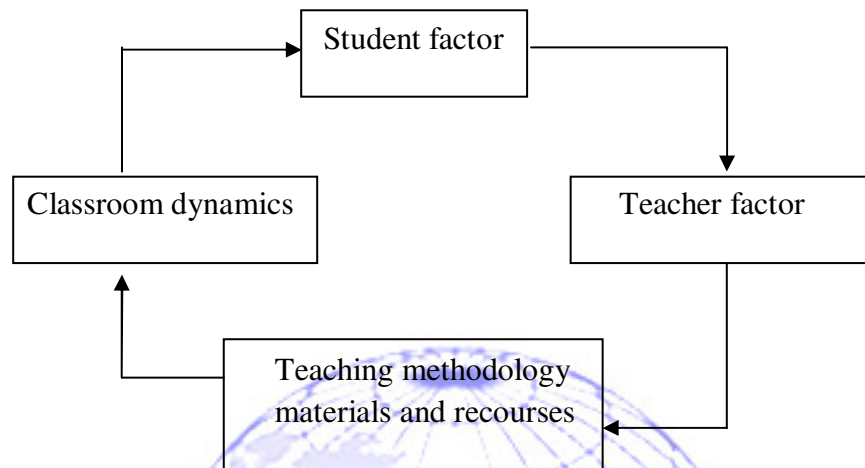 Student factor
Classroom dynamics
Teacher factor
Teaching methodology
materials and recourses